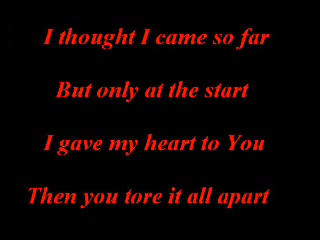 I thought I came so far
But only at the start
I gave my heart to You
Then you tore it all apart